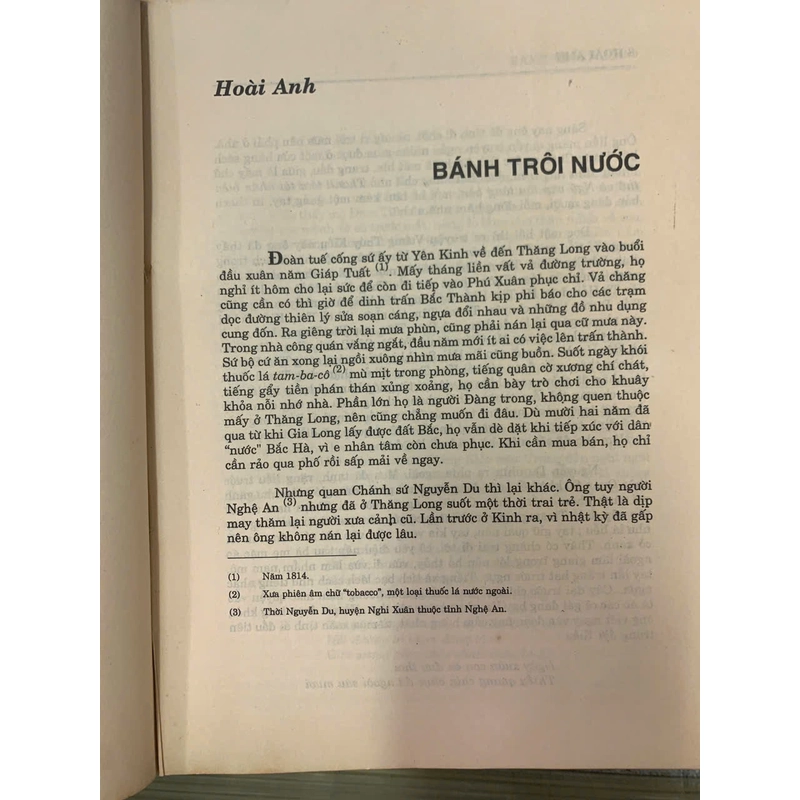 Hoài Anh
BÁNH TRÔI NƯỚC
Đoàn tuế cống sứ ấy từ Yên Kinh về đến Thăng Long vào buổi
đầu xuân năm Giáp Tuất (1). Mấy tháng liền vất vả đường trường, họ
nghỉ ít hôm cho lại sức để còn đi tiếp vào Phú Xuân phục chỉ. Vả chăng
cũng cần có thì giờ để dinh trấn Bắc Thành kịp phi báo cho các trạm
dọc đường thiên lý sửa soạn cáng, ngựa đổi nhau và những đồ nhu dụng
cung đốn. Ra giêng trời lại mưa phùn, cũng phải nán lại qua cữ mưa này.
Trong nhà công quán vắng ngắt, đầu năm mới ít ai có việc lên trấn thành.
Sứ bộ cứ ăn xong lại ngồi xuông nhìn mưa mãi cũng buồn. Suốt ngày khói
thuốc lá tam-ba-cô (2) mù mịt trong phòng, tiếng quân cờ xương chí chát,
tiếng gẩy tiền phán thán xủng xoảng, họ cần bày trò chơi cho khuây
khỏa nỗi nhớ nhà. Phần lớn họ là người Đàng trong, không quen thuộc
mấy ở Thăng Long, nên cũng chẳng muốn đi đâu. Dù mười hai năm đã
qua từ khi Gia Long lấy được đất Bắc, họ vẫn dè dặt khi tiếp xúc với dân
"nước" Bắc Hà, vì e nhân tâm còn chưa phục. Khi cần mua bán, họ chỉ
cần rảo qua phố rồi sấp mải về ngay.
Nhưng quan Chánh sứ Nguyễn Du thì lại khác. Ông tuy người
Nghệ An (3) nhưng đã ở Thăng Long suốt một thời trai trẻ. Thật là dịp
may thăm lại người xưa cảnh cũ. Lần trước ở Kinh ra, vì nhật kỳ đã gấp
nên ông không nán lại được lâu.
(1) Năm 1814.
(2) Xưa phiên âm chữ "tobacco", một loại thuốc lá nước ngoài.
(3) Thời Nguyễn Du, huyện Nghi Xuân thuộc tỉnh Nghệ An.